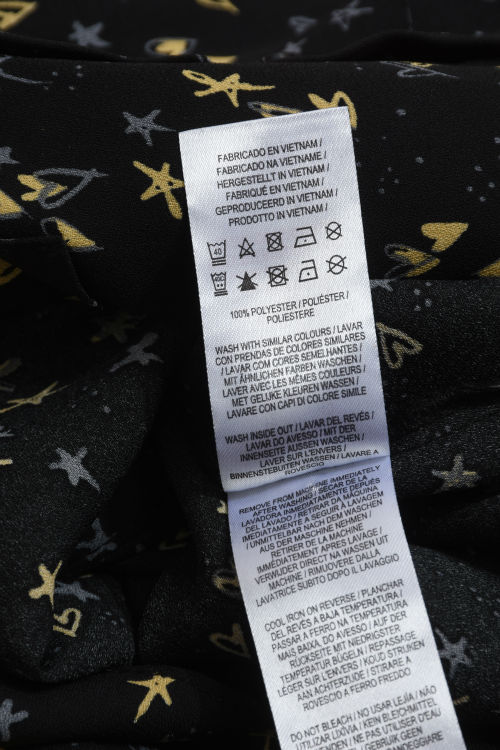 FABRICADO EN VIETNAM /
FABRICADO NA VIETNAME /
HERGESTELLT IN VIETNAM /
FABRIQUÉ EN VIETNAM /
GEPRODUCEERD IN VIETNAM /
PRODOTTO IN VIETNAM /
40
100% POLYESTER / POLIÉSTER /
POLIESTERE
WASH WITH SIMILAR COLOURS / LAVAR
CON PRENDAS DE COLORES SIMILARES
/ LAVAR COM CORES SEMELHANTES /
MIT ÄHNLICHEN FARBEN WASCHEN /
LAVER AVEC LES MÊMES COULEURS /
MET GELIJKE KLEUREN WASSEN /
LAVARE CON CAPI DI COLORE SIMILE
WASH INSIDE OUT / LAVAR DEL REVÉS /
LAVAR DO AVESSO / MIT DER
INNENSEITE AUSSEN WASCHEN /
LAVER SUR L'ENVERS /
BINNENSTEBUITEN WASSEN / LAVARE A
ROVESCIO
REMOVE FROM MACHINE IMMEDIATELY
AFTER WASHING / SACAR DE LA
LAVADORA INMEDIATAMENTE DESPUÉS
DEL LAVADO / RETIRAR DA MÁQUINA
IMEDIATAMENTE A SEGUIR À LAVAGEM
/ UNMITTELBAR NACH DEM WASCHEN
AUS DER MASCHINE NEHMEN /
RETIRER DE LA MACHINE
IMMÉDIATEMENT APRÈS LAVAGE /
VERWIJDER DIRECT NA WASSEN UIT
MACHINE / RIMUOVERE DALLA
LAVATRICE SUBITO DOPO IL LAVAGGIO
COOL IRON ON REVERSE / PLANCHAR
DEL REVÉS A BAJA TEMPERATURA /
PASSAR A FERRO NA TEMPERATURA
MAIS BAIXA, DO AVESSO / AUF DER
RÜCKSEITE MIT NIEDRIGSTER
TEMPERATUR BÜGELN / REPASSAGE
LÉGER SUR L'ENVERS / KOUD STRIJKEN
AAN ACHTERZIJDE / STIRARE A
ROVESCIO A FERRO FREDDO
DO NOT BLEACH / NO USAR LEJÍA / NÃO
UTILIZAR LIXÍVIA / KEIN BLEICHMITTEL
/ NE PAS UTILISER D'EAU